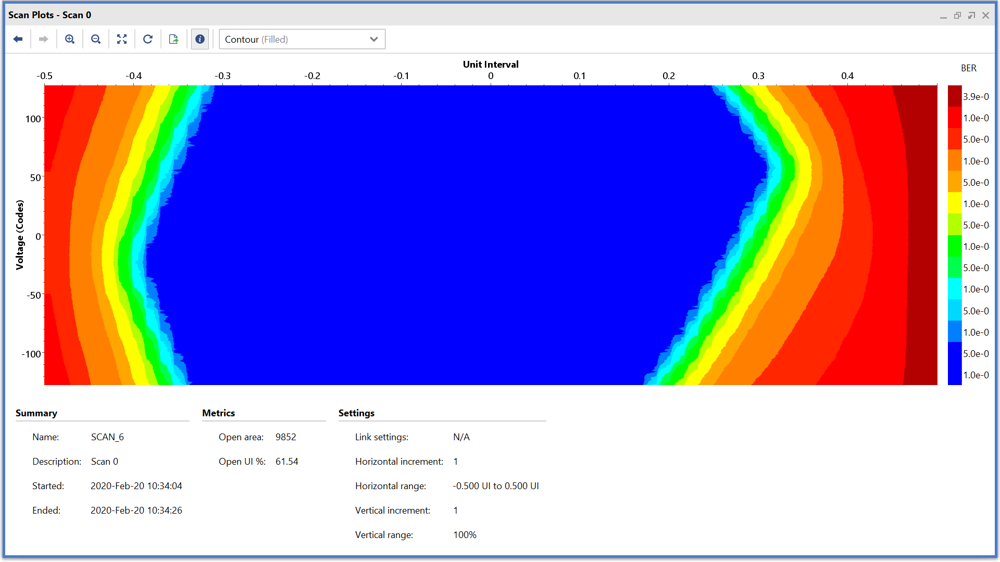 Scan Plots - Scan 0
Contour (Filled)
Unit Interval
-0.5 -0.4 -0.3 -0.2 -0.1 0 0.1 0.2 0.3 0.4
BER
3.9e-0
1.0e-0
5.0e-0
1.0e-0
5.0e-0
1.0e-0
5.0e-0
1.0e-0
5.0e-0
1.0e-0
5.0e-0
1.0e-0
5.0e-0
1.0e-0
Voltage (Codes)
100
50
0
-50
-100
Summary
Name: SCAN_6
Description: Scan 0
Started: 2020-Feb-20 10:34:04
Ended: 2020-Feb-20 10:34:26
Metrics
Open area: 9852
Open UI %: 61.54
Settings
Link settings: N/A
Horizontal increment: 1
Horizontal range: -0.500 UI to 0.500 UI
Vertical increment: 1
Vertical range: 100%